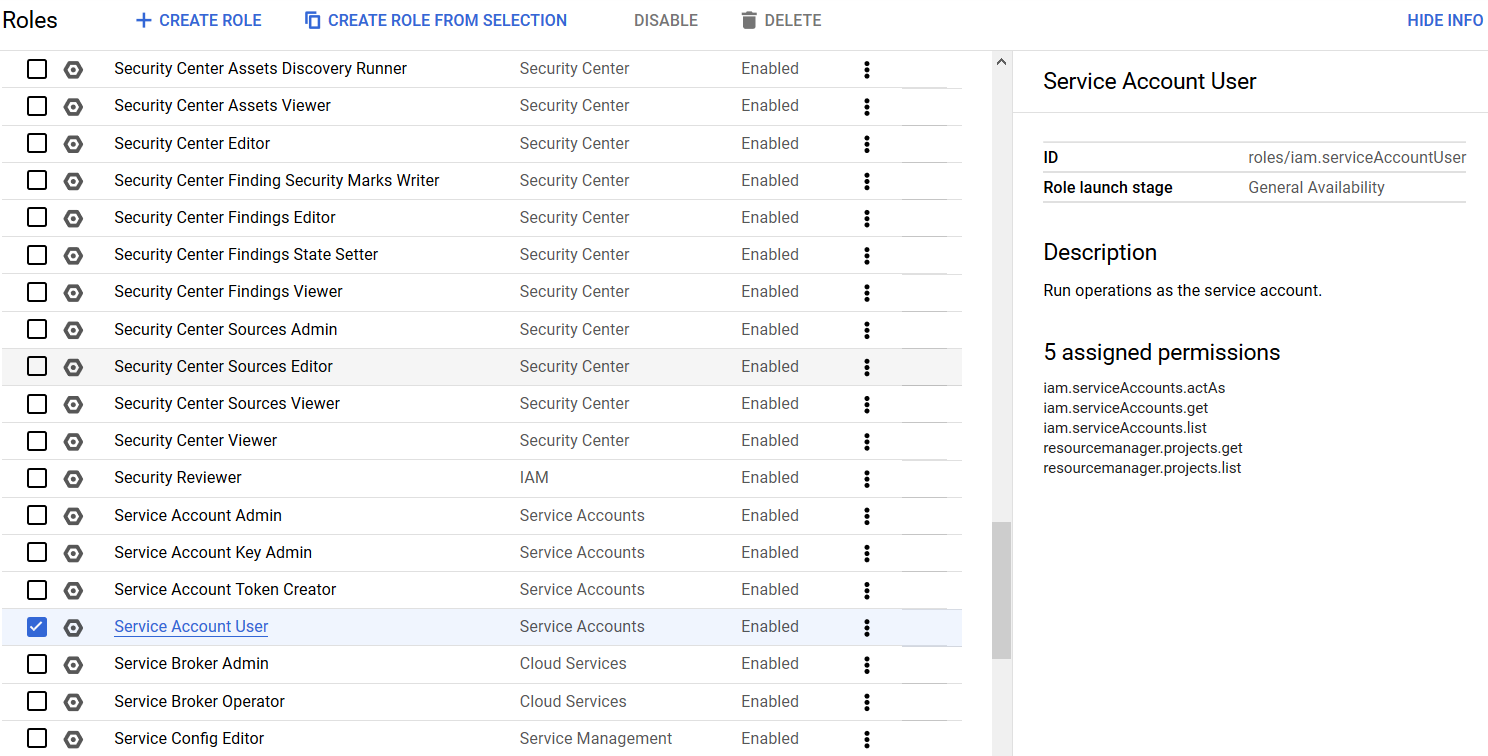 Roles CREATE ROLE CREATE ROLE FROM SELECTION DISABLE DELETE HIDE INFO
Security Center Assets Discovery Runner Security Center Enabled
Security Center Assets Viewer Security Center Enabled
Security Center Editor Security Center Enabled
Security Center Finding Security Marks Writer Security Center Enabled
Security Center Findings Editor Security Center Enabled
Security Center Findings State Setter Security Center Enabled
Security Center Findings Viewer Security Center Enabled
Security Center Sources Admin Security Center Enabled
Security Center Sources Editor Security Center Enabled
Security Center Sources Viewer Security Center Enabled
Security Center Viewer Security Center Enabled
Security Reviewer IAM Enabled
Service Account Admin Service Accounts Enabled
Service Account Key Admin Service Accounts Enabled
Service Account Token Creator Service Accounts Enabled
Service Account User Service Accounts Enabled
Service Broker Admin Cloud Services Enabled
Service Broker Operator Cloud Services Enabled
Service Config Editor Service Management Enabled
Service Account User
ID roles/iam.serviceAccountUser
Role launch stage General Availability
Description
Run operations as the service account.
5 assigned permissions
iam.serviceAccounts.actAs
iam.serviceAccounts.get
iam.serviceAccounts.list
resourcemanager.projects.get
resourcemanager.projects.list